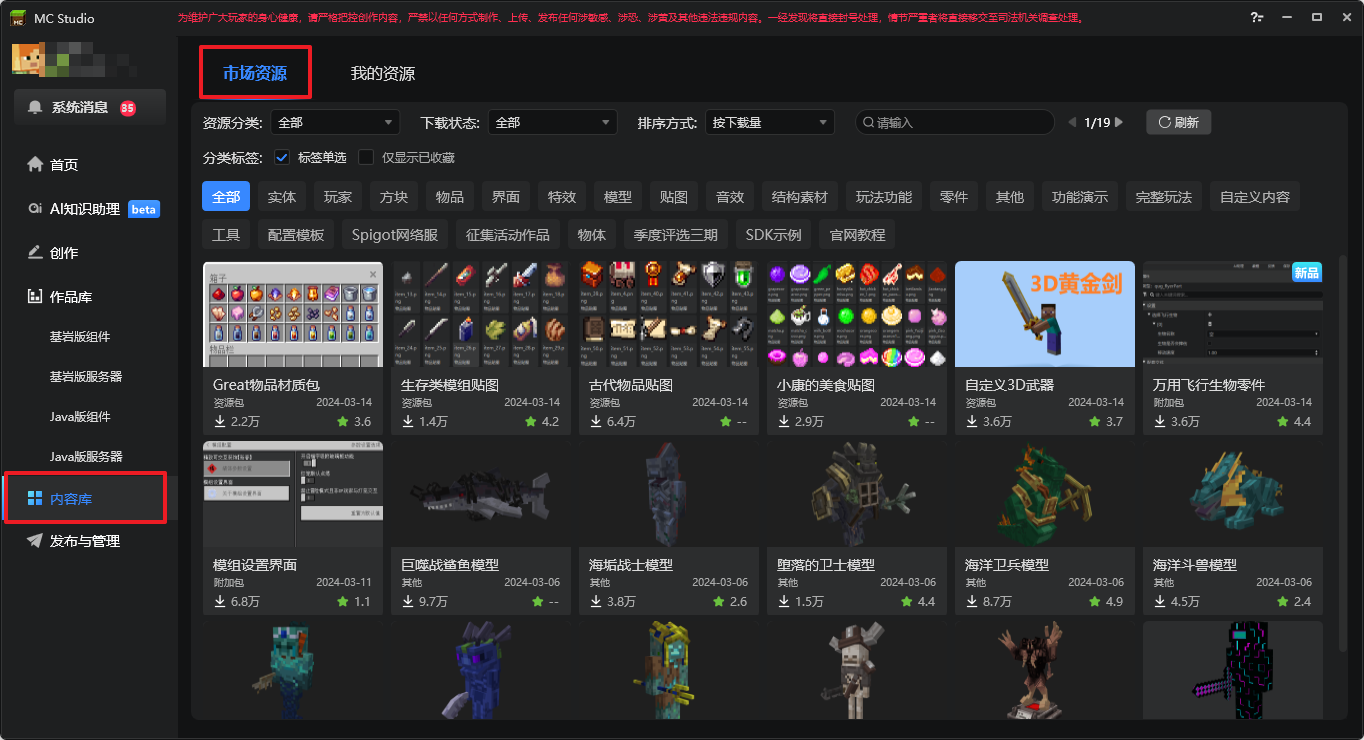 MC Studio
为维护广大玩家的身心健康，请严格把控创作内容，严禁以任何方式制作、上传、发布任何涉敏感、涉恐、涉黄及其他违法违规内容。一经发现将直接封号处理，情节严重者将直接移交至司法机关调查处理。
系统消息 85
首页
AI知识助理 beta
创作
作品库
基岩版组件
基岩版服务器
Java版组件
Java版服务器
内容库
发布与管理
市场资源 我的资源
资源分类: 全部 下载状态: 全部 排序方式: 按下载量 请输入 1/19 刷新
分类标签: 标签单选 仅显示已收藏
全部 实体 玩家 方块 物品 界面 特效 模型 贴图 音效 结构素材 玩法功能 零件 其他 功能演示 完整玩法 自定义内容
工具 配置模板 Spigot网络服 征集活动作品 物体 季度评选三期 SDK示例 官网教程
箱子
物品栏
3D黄金剑
新品
Great物品材质包 生存类模组贴图 古代物品贴图 小康的美食贴图 自定义3D武器 万用飞行生物零件
资源包 2024-03-14 资源包 2024-03-14 资源包 2024-03-14 资源包 2024-03-14 资源包 2024-03-14 附加包 2024-03-14
2.2万 3.6 1.4万 4.2 6.4万 -- 2.9万 -- 3.6万 3.7 3.6万 4.4
模组设置界面 巨噬战鲨鱼模型 海垢战士模型 堕落的卫士模型 海洋卫兵模型 海洋斗兽模型
附加包 2024-03-11 其他 2024-03-06 其他 2024-03-06 其他 2024-03-06 其他 2024-03-06 其他 2024-03-06
6.8万 1.1 9.7万 -- 3.8万 2.6 1.5万 4.4 8.7万 4.9 4.5万 2.4